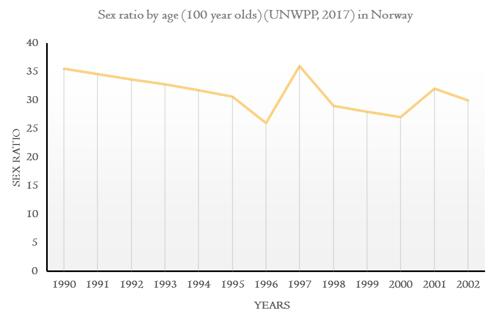 Sex ratio by age (100 year olds) (UNWPP, 2017) in Norway
40
35
30
25
20
15
10
5
0
SEX RATIO
1990 1991 1992 1993 1994 1995 1996 1997 1998 1999 2000 2001 2002
YEARS